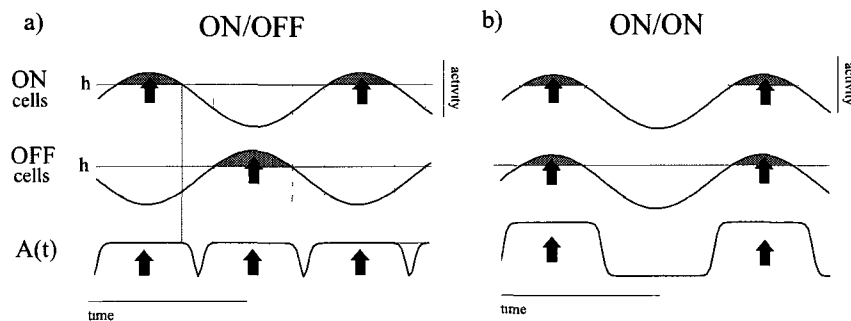 a) ON/OFF
ON cells h
activity
OFF cells h
A(t)
time
b) ON/ON
activity
time